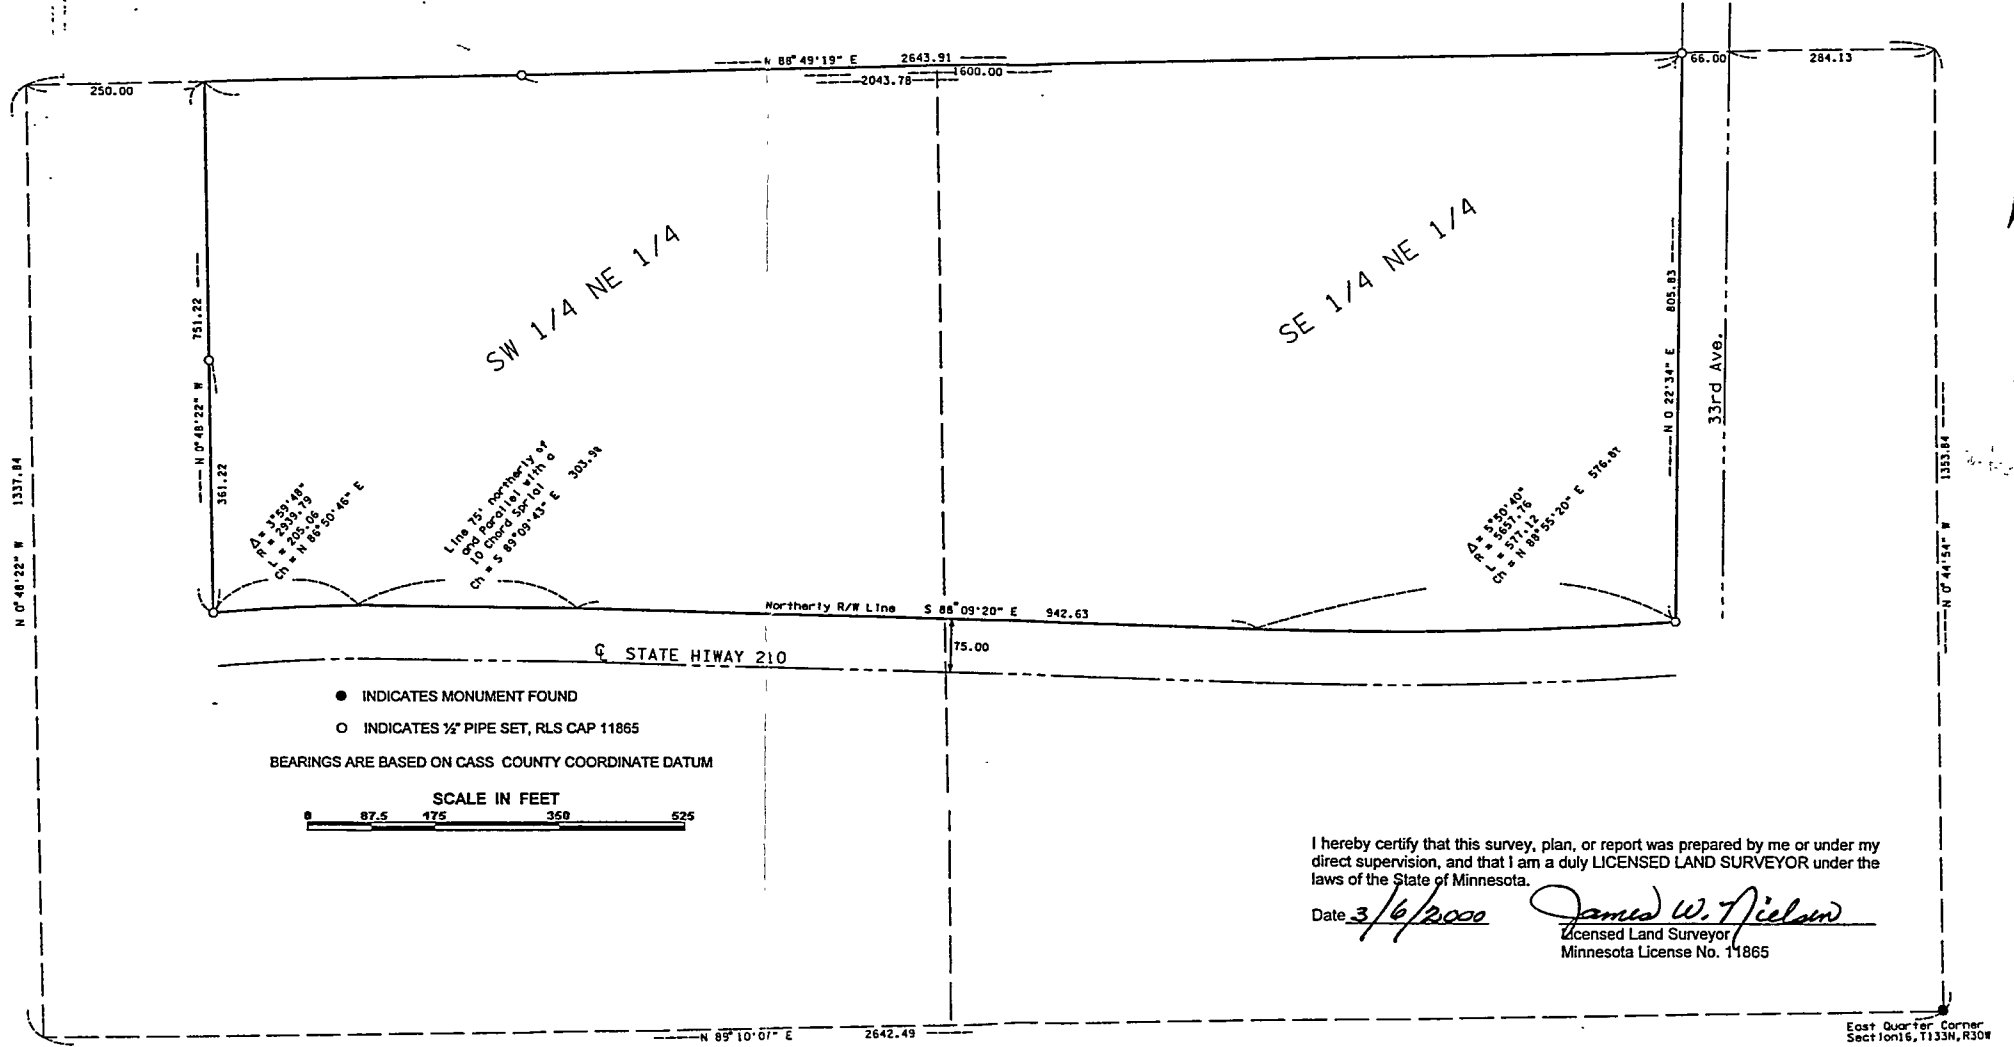 N 88°49'19" E 2643.91
1600.00
2043.78
250.00
66.00
284.13
SW 1/4 NE 1/4
SE 1/4 NE 1/4
751.22
N 0°48'22" W
361.22
N 0°48'22" W 1337.84
Δ = 3°59'48"
R = 2939.79
L = 205.06
Ch = N 86°50'46" E
Line 75' northerly of
and Parallel with a
10 Chord Sprial
Ch = S 89°09'43" E 303.98
Δ = 5°50'40"
R = 5657.76
L = 577.12
Ch = N 88°55'20" E 576.87
N 0 22'34" E 805.83
33rd Ave.
N 0°44'54" W 1353.84
Northerly R/W Line S 88°09'20" E 942.63
75.00
℄ STATE HIWAY 210
● INDICATES MONUMENT FOUND
○ INDICATES ½" PIPE SET, RLS CAP 11865
BEARINGS ARE BASED ON CASS COUNTY COORDINATE DATUM
SCALE IN FEET
0 87.5 175 350 525
I hereby certify that this survey, plan, or report was prepared by me or under my
direct supervision, and that I am a duly LICENSED LAND SURVEYOR under the
laws of the State of Minnesota.
Date 3/6/2000 James W. Nielsen
Licensed Land Surveyor
Minnesota License No. 11865
N 89°10'07" E 2642.49
East Quarter Corner
Section16,T133N,R30W